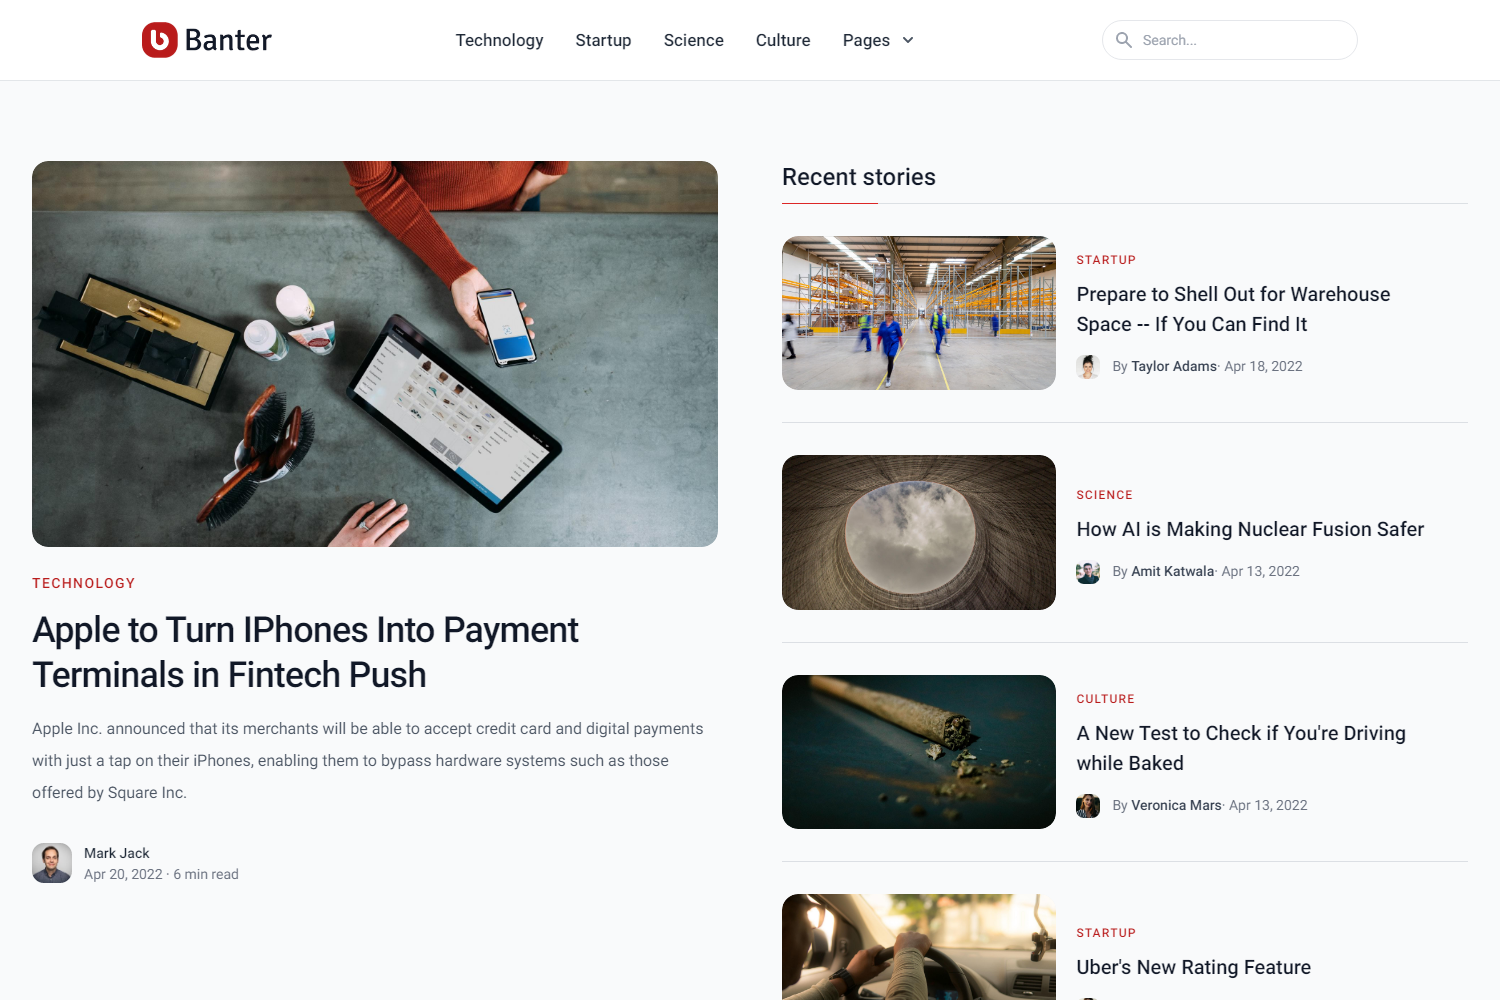 Banter
Technology
Startup
Science
Culture
Pages
Search...
TECHNOLOGY
Apple to Turn IPhones Into Payment
Terminals in Fintech Push
Apple Inc. announced that its merchants will be able to accept credit card and digital payments
with just a tap on their iPhones, enabling them to bypass hardware systems such as those
offered by Square Inc.
Mark Jack
Apr 20, 2022 · 6 min read
Recent stories
STARTUP
Prepare to Shell Out for Warehouse
Space -- If You Can Find It
By Taylor Adams· Apr 18, 2022
SCIENCE
How AI is Making Nuclear Fusion Safer
By Amit Katwala· Apr 13, 2022
CULTURE
A New Test to Check if You're Driving
while Baked
By Veronica Mars· Apr 13, 2022
STARTUP
Uber's New Rating Feature